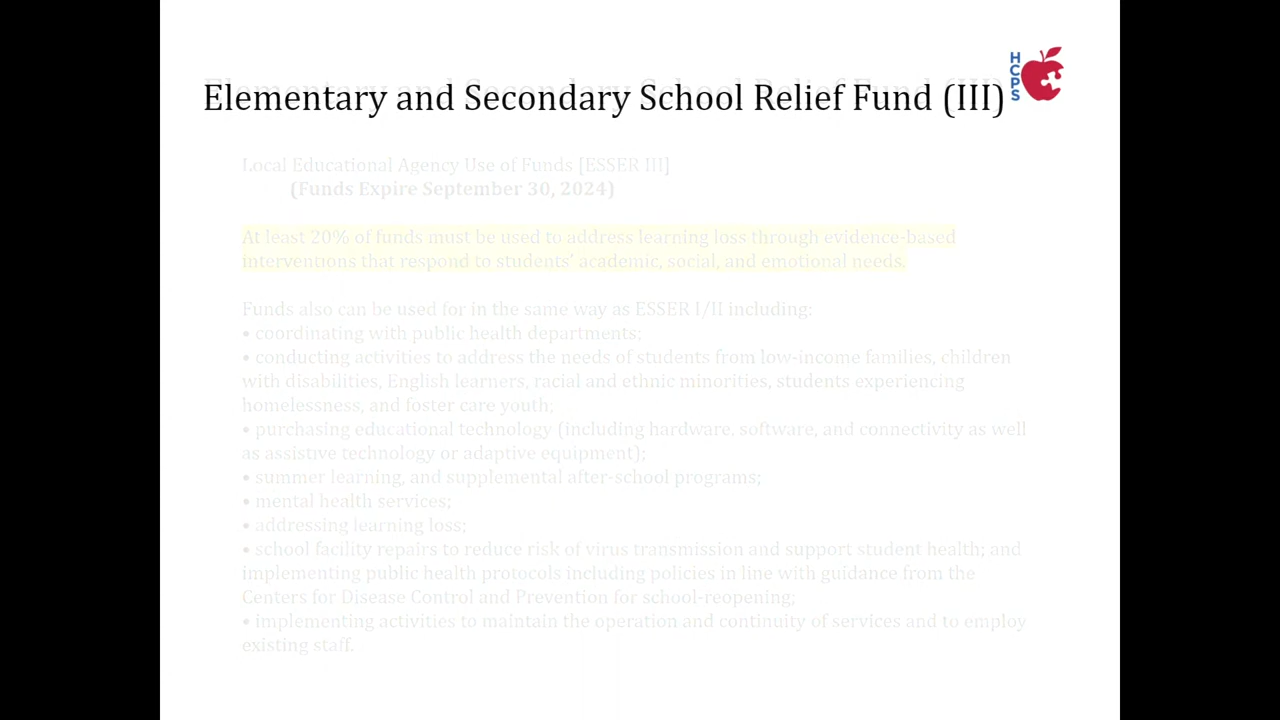 Elementary and Secondary School Relief Fund (III)
HCPS
Local Educational Agency Use of Funds [ESSER III]
(Funds Expire September 30, 2024)
At least 20% of funds must be used to address learning loss through evidence-based
interventions that respond to students' academic, social, and emotional needs.
Funds also can be used for in the same way as ESSER I/II including:
• coordinating with public health departments;
• conducting activities to address the needs of students from low-income families, children
with disabilities, English learners, racial and ethnic minorities, students experiencing
homelessness, and foster care youth;
• purchasing educational technology (including hardware, software, and connectivity as well
as assistive technology or adaptive equipment);
• summer learning, and supplemental after-school programs;
• mental health services;
• addressing learning loss;
• school facility repairs to reduce risk of virus transmission and support student health; and
implementing public health protocols including policies in line with guidance from the
Centers for Disease Control and Prevention for school-reopening;
• implementing activities to maintain the operation and continuity of services and to employ
existing staff.